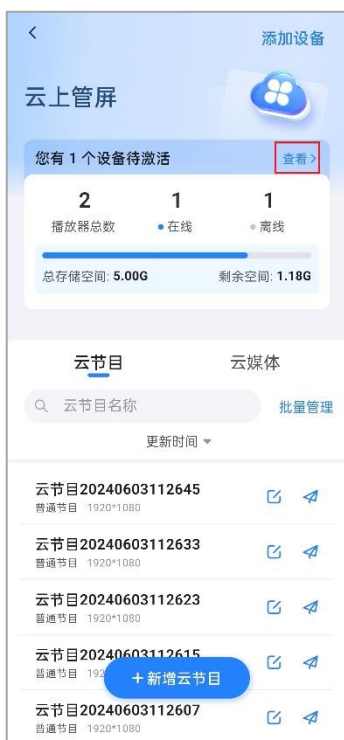 添加设备
云上管屏
您有 1 个设备待激活 查看
2 1 1
播放器总数 在线 离线
总存储空间: 5.00G 剩余空间: 1.18G
云节目 云媒体
云节目名称 批量管理
更新时间
云节目20240603112645
普通节目 1920*1080
云节目20240603112633
普通节目 1920*1080
云节目20240603112623
普通节目 1920*1080
云节目20240603112615
普通节目 192
+新增云节目
云节目20240603112607
普通节目 1920*1080